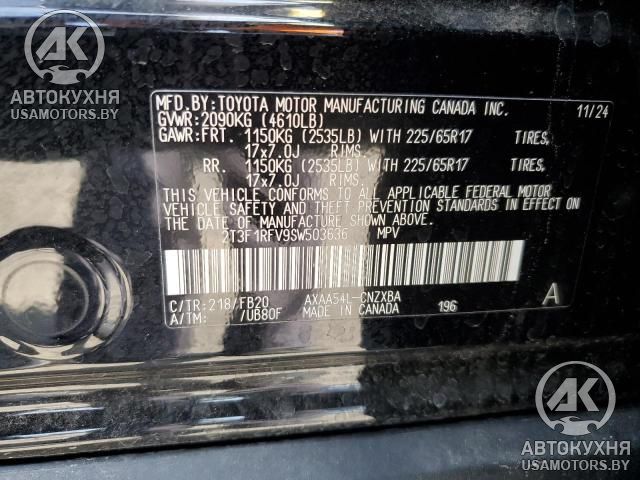 AK
АВТОКУХНЯ
USAMOTORS.BY
MFD.BY:TOYOTA MOTOR MANUFACTURING CANADA INC. 11/24
GVWR:2090KG (4610LB)
GAWR:FRT. 1150KG (2535LB) WITH 225/65R17 TIRES,
17x7.0J RIMS.
RR. 1150KG (2535LB) WITH 225/65R17 TIRES,
17x7.0J RIMS.
THIS VEHICLE CONFORMS TO ALL APPLICABLE FEDERAL MOTOR
VEHICLE SAFETY AND THEFT PREVENTION STANDARDS IN EFFECT ON
THE DATE OF MANUFACTURE SHOWN ABOVE.
2T3F1RFV9SW503636 MPV
C/TR:218/FB20 AXAA54L-CNZXBA 196 A
A/TM: /UB80F MADE IN CANADA
AK
АВТОКУХНЯ
USAMOTORS.BY